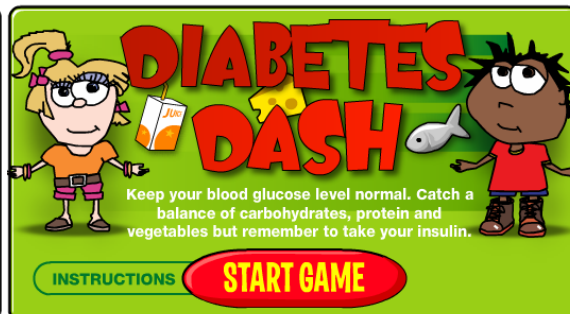 DIABETES
JUI
DASH
Keep your blood glucose level normal. Catch a
balance of carbohydrates, protein and
vegetables but remember to take your insulin.
INSTRUCTIONS
START GAME